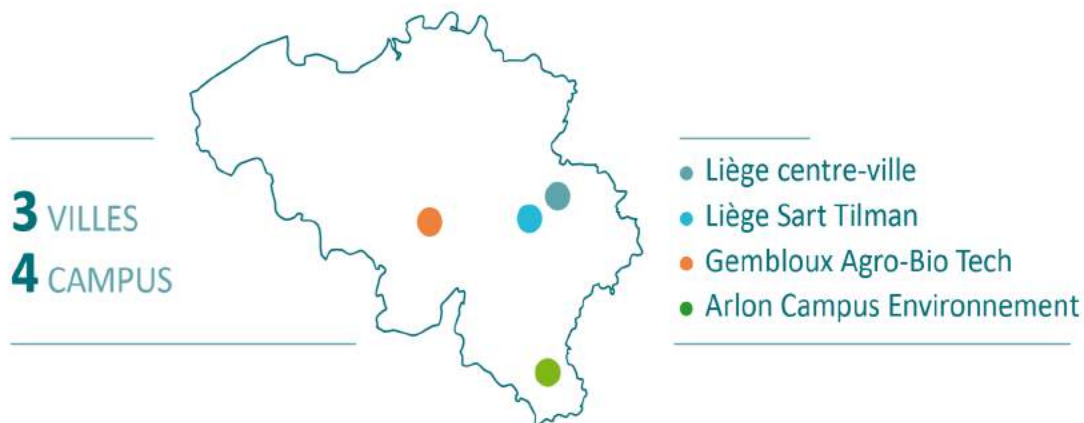 3 VILLES
4 CAMPUS
Liège centre-ville
Liège Sart Tilman
Gembloux Agro-Bio Tech
Arlon Campus Environnement